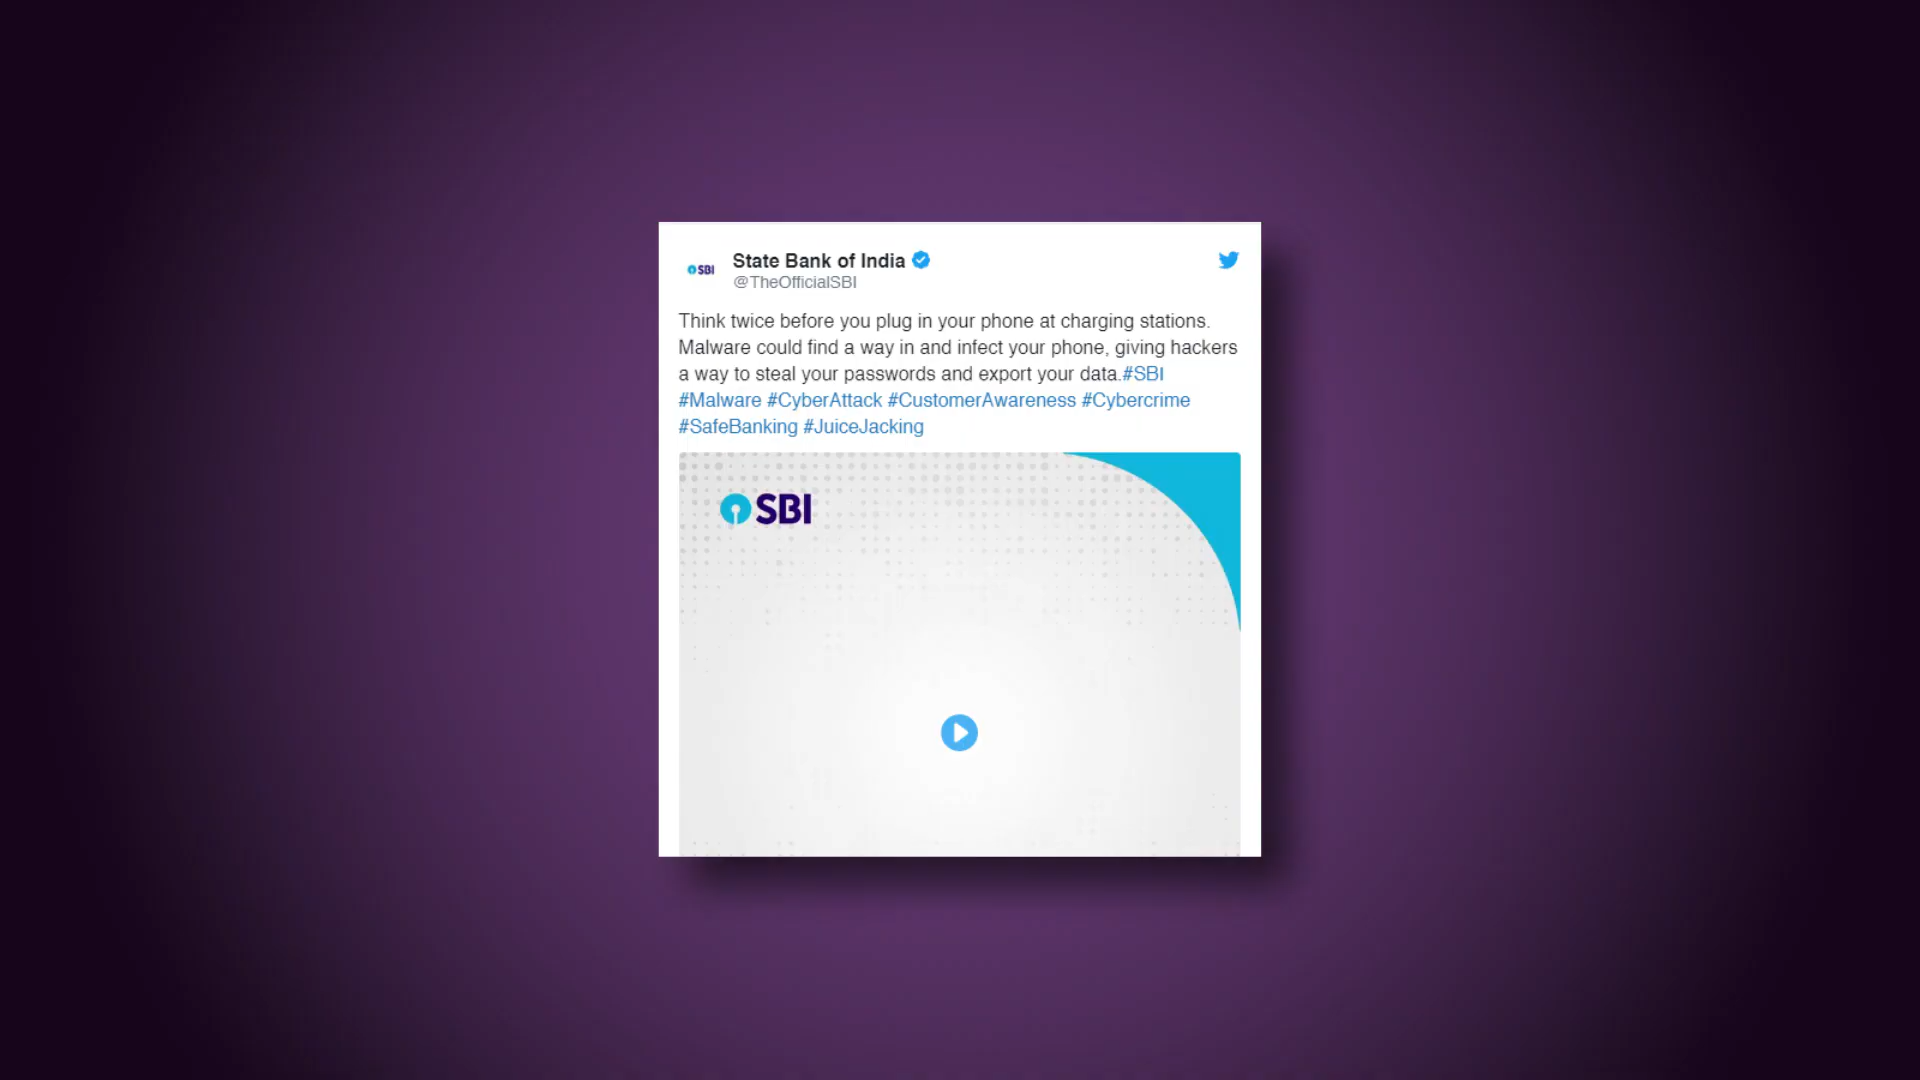 SBI
State Bank of India
@TheOfficialSBI
Think twice before you plug in your phone at charging stations.
Malware could find a way in and infect your phone, giving hackers
a way to steal your passwords and export your data.#SBI
#Malware #CyberAttack #CustomerAwareness #Cybercrime
#SafeBanking #JuiceJacking
SBI